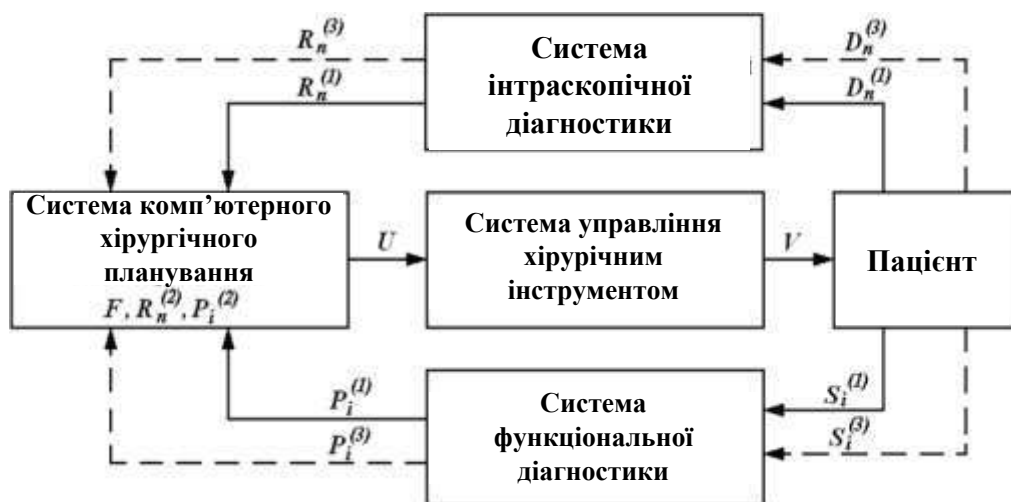 Система
інтраскопічної
діагностики
R_n^(3)
R_n^(1)
D_n^(3)
D_n^(1)
Система комп’ютерного
хірургічного
планування
F, R_n^(2), P_i^(2)
U
Система управління
хірурічним
інструментом
V
Пацієнт
P_i^(1)
P_i^(3)
Система
функціональної
діагностики
S_i^(1)
S_i^(3)